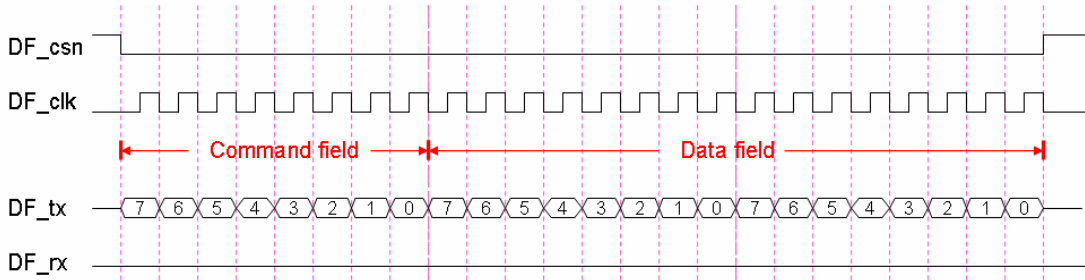 DF_csn
DF_clk
Command field Data field
DF_tx 7 6 5 4 3 2 1 0 7 6 5 4 3 2 1 0 7 6 5 4 3 2 1 0
DF_rx